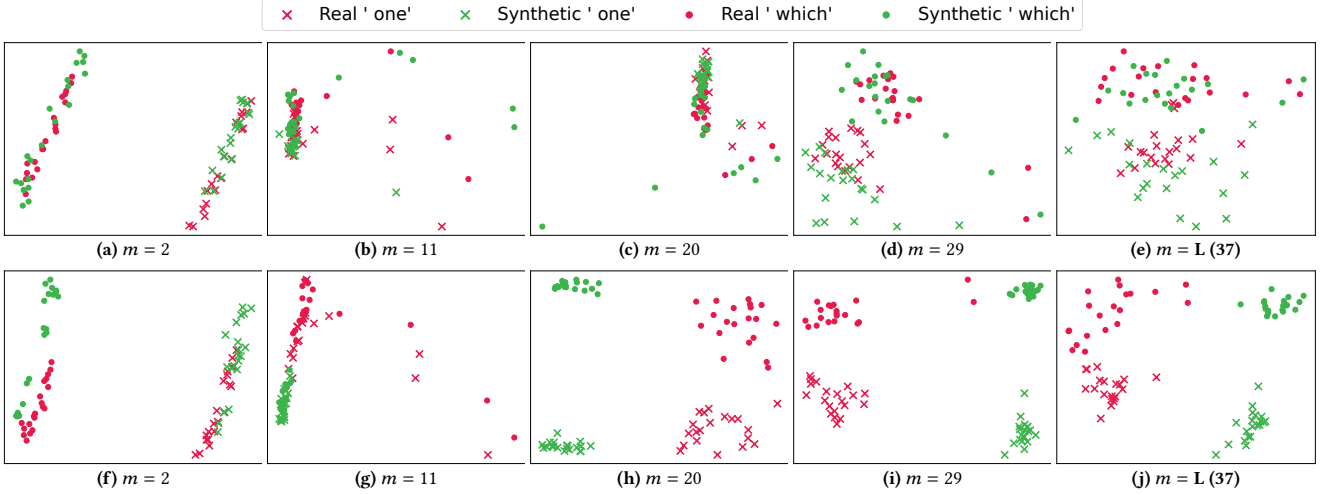 Real ' one' Synthetic ' one' Real ' which' Synthetic ' which'
(a) m = 2 (b) m = 11 (c) m = 20 (d) m = 29 (e) m = L (37)
(f) m = 2 (g) m = 11 (h) m = 20 (i) m = 29 (j) m = L (37)